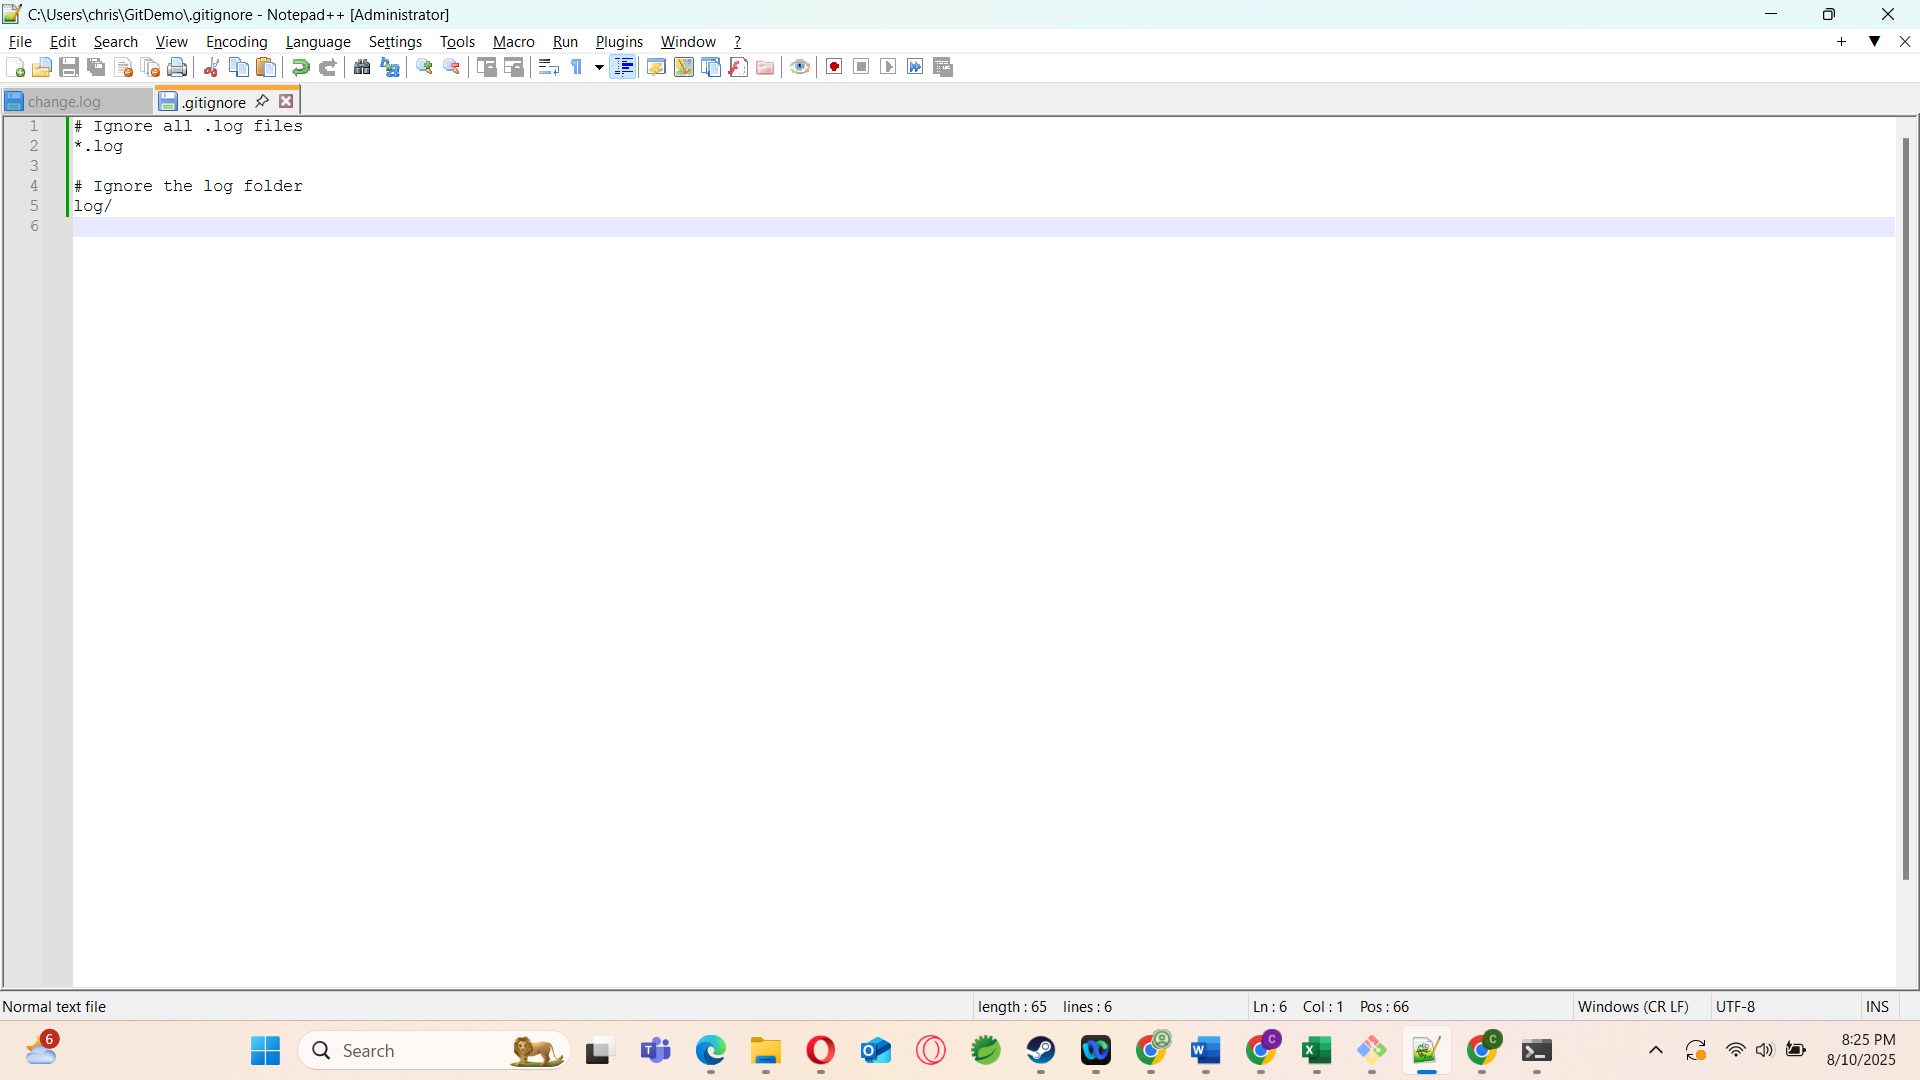 C:\Users\chris\GitDemo\.gitignore - Notepad++ [Administrator]
File Edit Search View Encoding Language Settings Tools Macro Run Plugins Window ?
change.log .gitignore
1 # Ignore all .log files
2 *.log
3
4 # Ignore the log folder
5 log/
6
Normal text file length : 65 lines : 6 Ln : 6 Col : 1 Pos : 66 Windows (CR LF) UTF-8 INS
6 Search C C 8:25 PM
8/10/2025